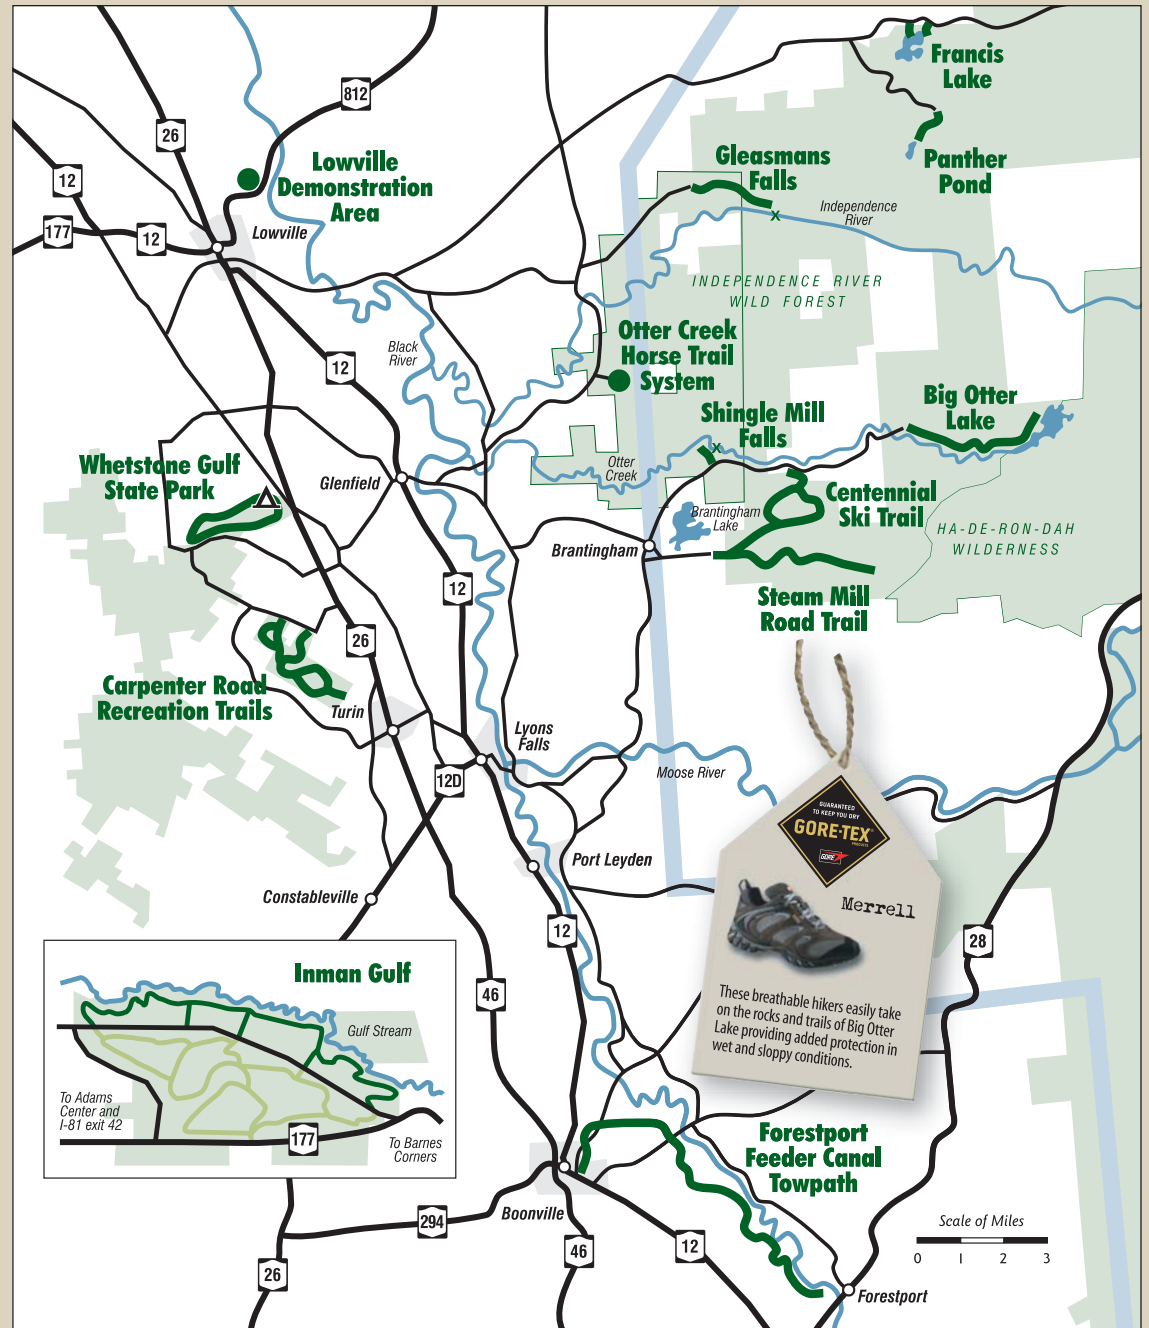 Francis
Lake
812
26
Lowville
Demonstration
Area
Gleasmans
Falls
Panther
Pond
12
177
12
Lowville
Independence
River
INDEPENDENCE RIVER
WILD FOREST
Black
River
12
Otter Creek
Horse Trail
System
Big Otter
Lake
Shingle Mill
Falls
Whetstone Gulf
State Park
Glenfield
Otter
Creek
Centennial
Ski Trail
Brantingham
Lake
HA-DE-RON-DAH
WILDERNESS
Brantingham
12
Steam Mill
Road Trail
26
Carpenter Road
Recreation Trails
Turin
Lyons
Falls
Moose River
12D
GUARANTEED
TO KEEP YOU DRY
GORE-TEX®
PRODUCTS
GORE
Port Leyden
Constableville
Merrell
12
28
Inman Gulf
46
These breathable hikers easily take
on the rocks and trails of Big Otter
Lake providing added protection in
wet and sloppy conditions.
Gulf Stream
To Adams
Center and
I-81 exit 42
177
To Barnes
Corners
Forestport
Feeder Canal
Towpath
Boonville
294
46
12
26
Scale of Miles
0 1 2 3
Forestport
x
x